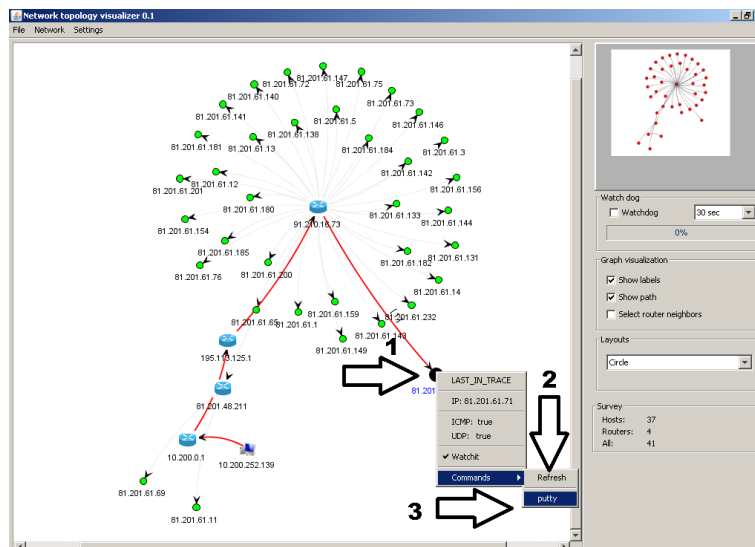 Network topology visualizer 0.1
File Network Settings
81.201.61.147
81.201.61.72
81.201.61.75
81.201.61.140
81.201.61.73
81.201.61.141
81.201.61.5
81.201.61.146
81.201.61.138
81.201.61.181
81.201.61.13
81.201.61.184
81.201.61.3
81.201.61.142
81.201.61.12
81.201.61.201
81.201.61.156
81.201.61.180
81.201.61.133
81.201.61.144
91.210.16.73
81.201.61.154
81.201.61.185
81.201.61.182
81.201.61.131
81.201.61.76
81.201.61.200
81.201.61.14
81.201.61.159
81.201.61.65
81.201.61.1
81.201.61.232
81.201.61.143
81.201.61.149
195.113.125.1
81.201
81.201.48.211
10.200.0.1
10.200.252.139
81.201.61.69
81.201.61.11
1
2
3
LAST_IN_TRACE
IP: 81.201.61.71
ICMP: true
UDP: true
Watchit
Commands
Refresh
putty
Watch dog
Watchdog
30 sec
0%
Graph visualization
Show labels
Show path
Select router neighbors
Layouts
Circle
Survey
Hosts: 37
Routers: 4
All: 41